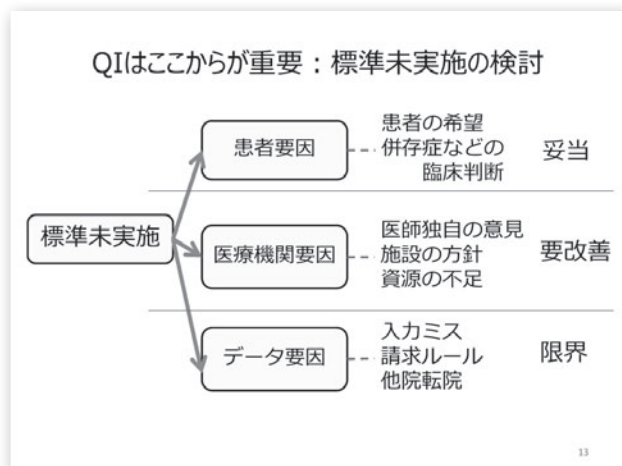 QIはここからが重要：標準未実施の検討
患者要因
患者の希望
併存症などの
臨床判断
妥当
標準未実施
医療機関要因
医師独自の意見
施設の方針
資源の不足
要改善
データ要因
入力ミス
請求ルール
他院転院
限界
13